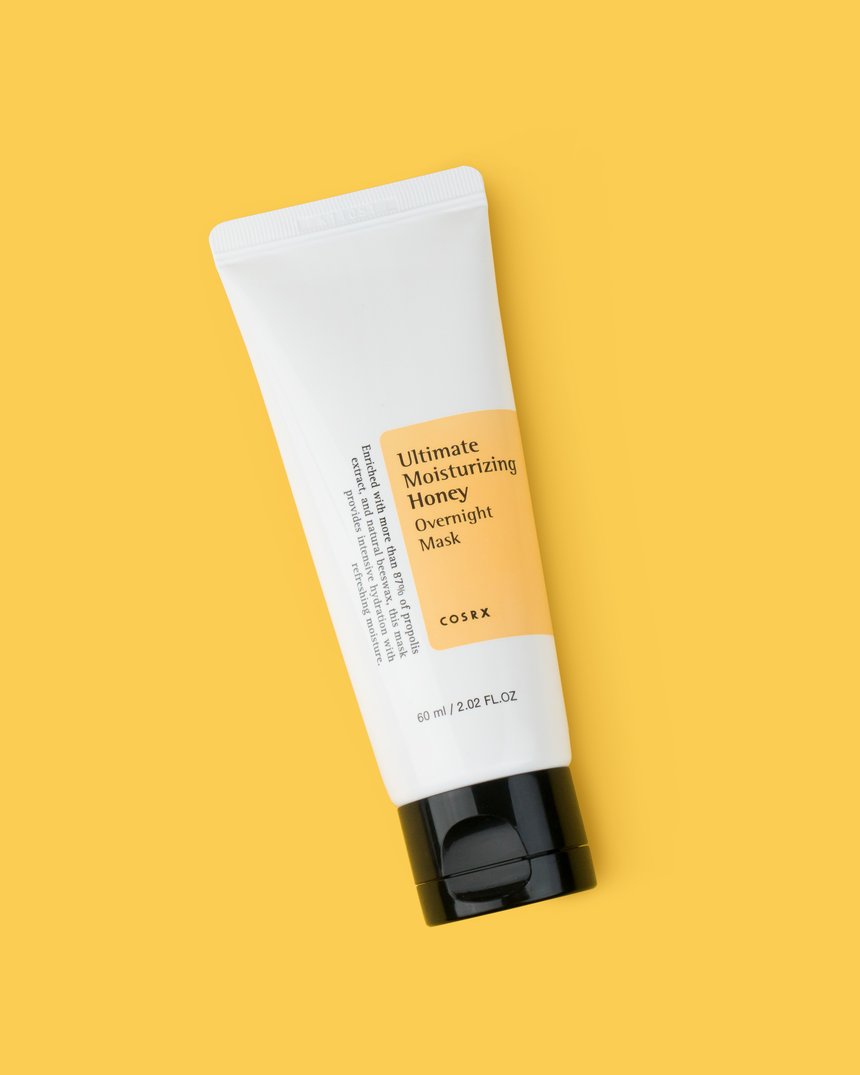 Ultimate
Moisturizing
Honey
Overnight
Mask
COSRX
Enriched with more than 87% of propolis
extract, and natural beeswax, this mask
provides intensive hydration with
refreshing moisture.
60 ml / 2.02 FL.OZ